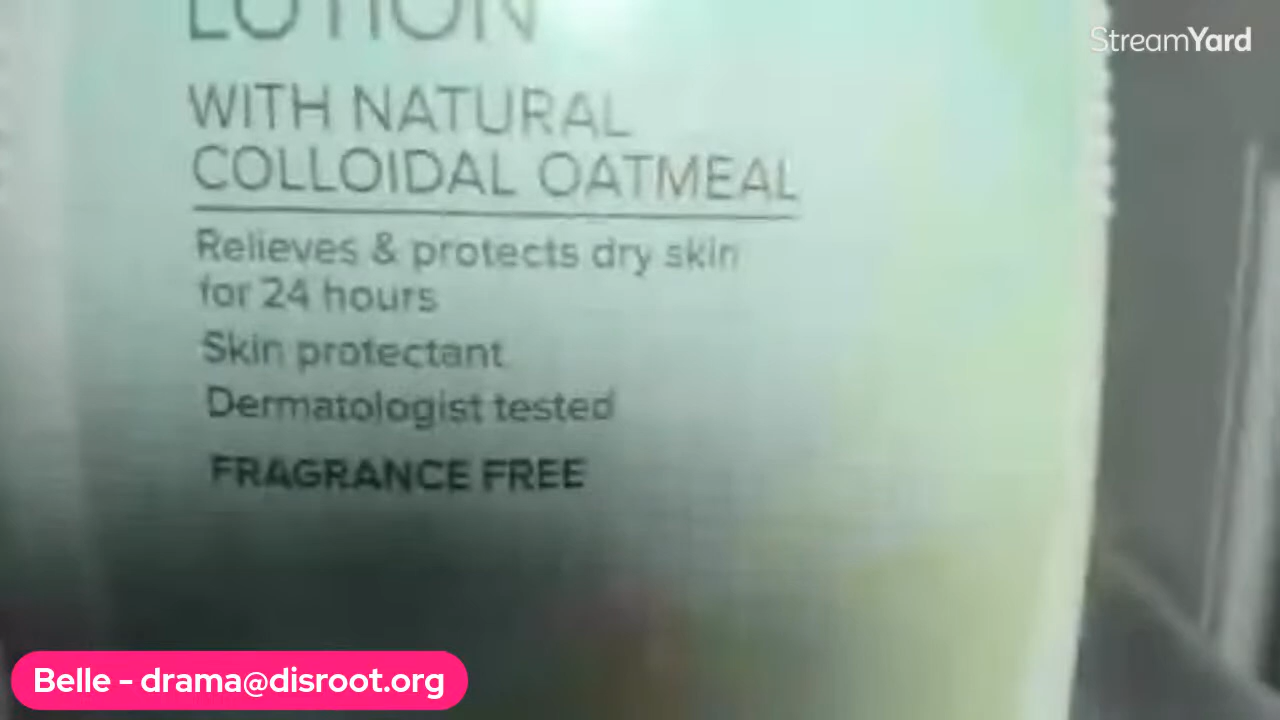 LOTION
StreamYard
WITH NATURAL
COLLOIDAL OATMEAL
Relieves & protects dry skin
for 24 hours
Skin protectant
Dermatologist tested
FRAGRANCE FREE
Belle - drama@disroot.org